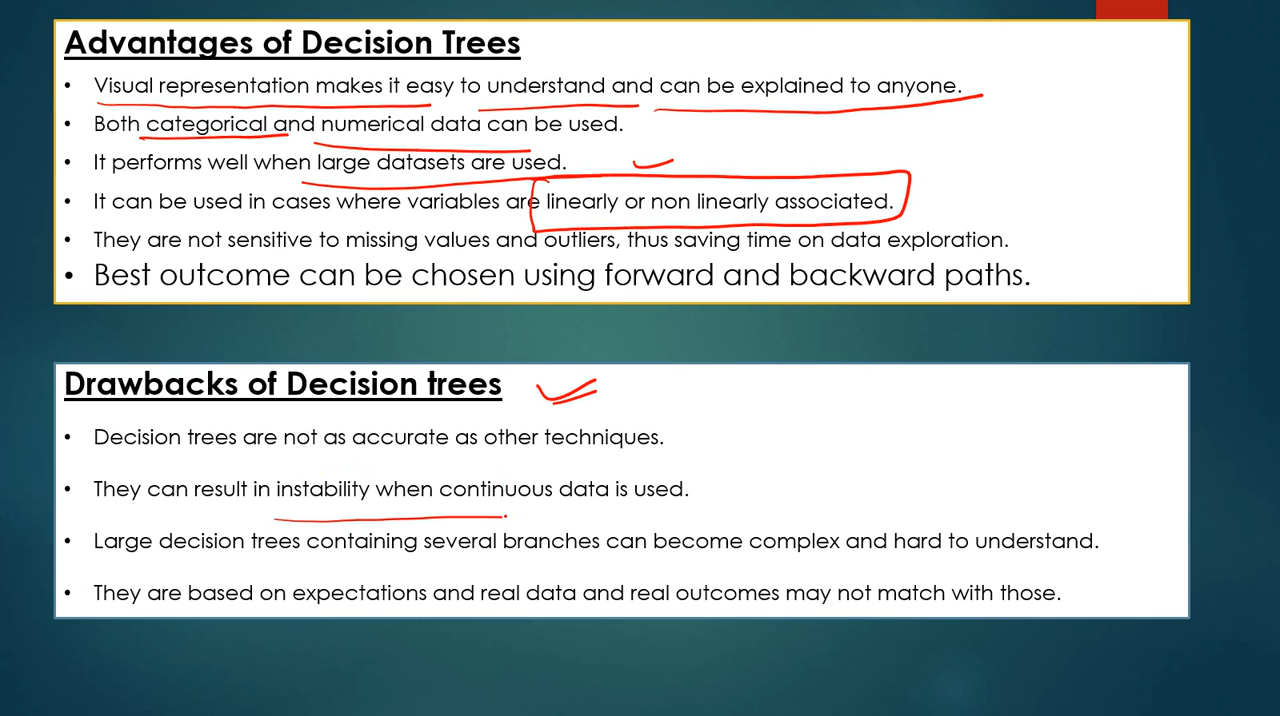 Advantages of Decision Trees
• Visual representation makes it easy to understand and can be explained to anyone.
• Both categorical and numerical data can be used.
• It performs well when large datasets are used.
• It can be used in cases where variables are linearly or non linearly associated.
• They are not sensitive to missing values and outliers, thus saving time on data exploration.
• Best outcome can be chosen using forward and backward paths.
Drawbacks of Decision trees
• Decision trees are not as accurate as other techniques.
• They can result in instability when continuous data is used.
• Large decision trees containing several branches can become complex and hard to understand.
• They are based on expectations and real data and real outcomes may not match with those.